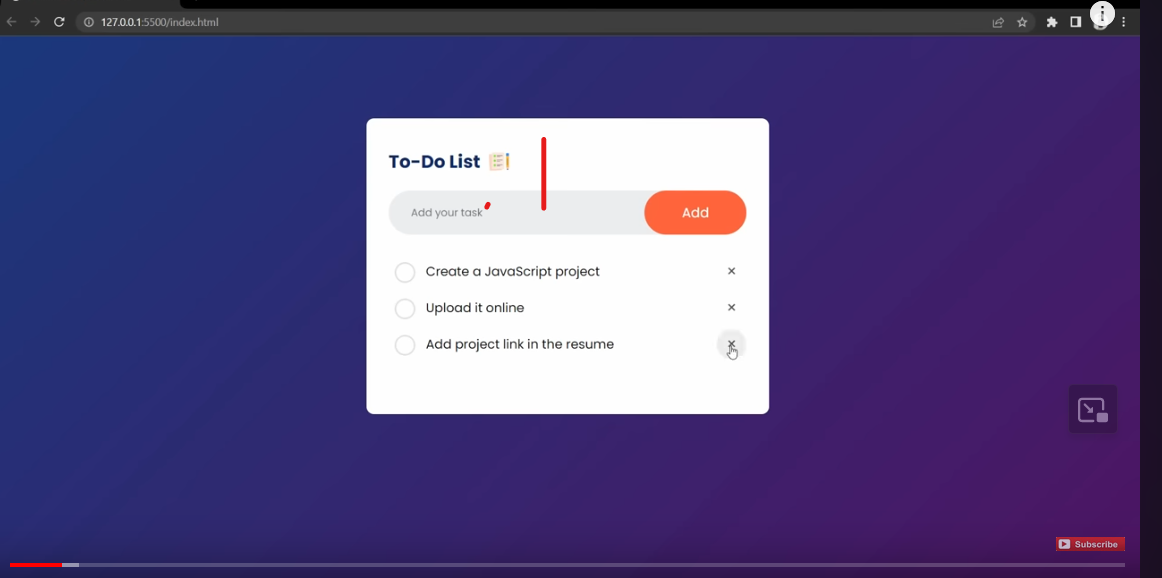 127.0.0.1:5500/index.html
To-Do List
Add your task
Add
Create a JavaScript project
×
Upload it online
×
Add project link in the resume
×
Subscribe